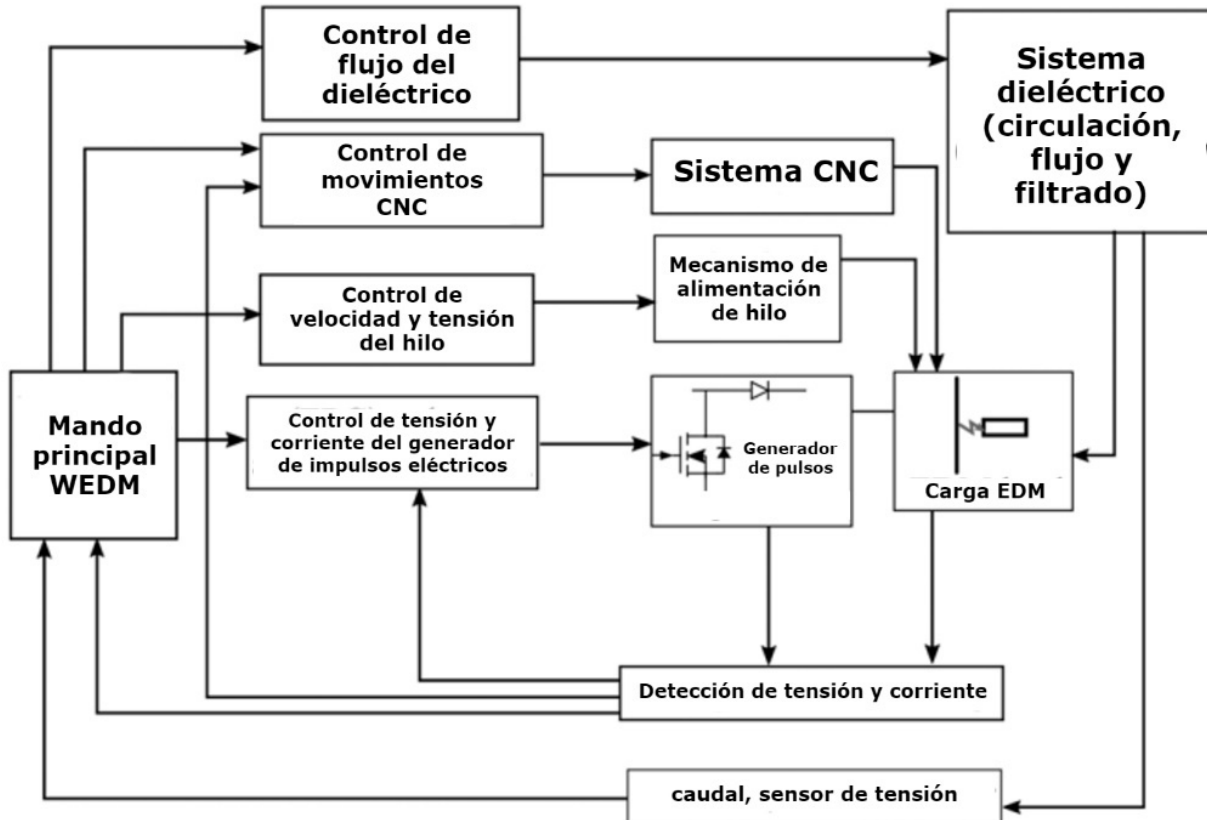 Control de
flujo del
dieléctrico
Sistema
dieléctrico
(circulación,
flujo y
filtrado)
Control de
movimientos
CNC
Sistema CNC
Mecanismo de
alimentación
de hilo
Control de
velocidad y tensión
del hilo
Mando
principal
WEDM
Control de tensión y
corriente del generador
de impulsos eléctricos
Generador
de pulsos
Carga EDM
Detección de tensión y corriente
caudal, sensor de tensión